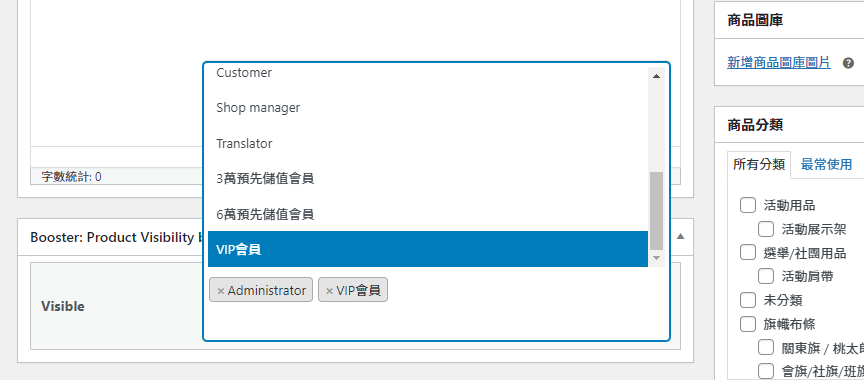 Customer
Shop manager
Translator
3萬預先儲值會員
6萬預先儲值會員
VIP會員
字數統計: 0
Booster: Product Visibility
Visible
× Administrator × VIP會員
商品圖庫
新增商品圖庫圖片 ?
商品分類
所有分類 最常使用
活動用品
活動展示架
選舉/社團用品
活動肩帶
未分類
旗幟布條
關東旗 / 桃太郎
會旗/社旗/班旗